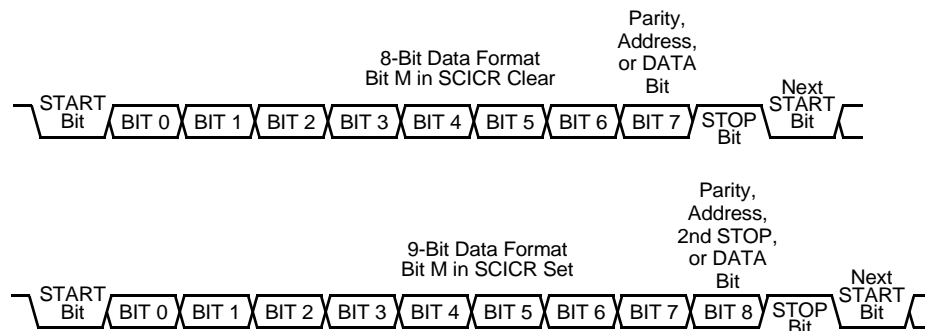 Parity,
Address,
or DATA
Bit
8-Bit Data Format
Bit M in SCICR Clear
START
Bit
BIT 0
BIT 1
BIT 2
BIT 3
BIT 4
BIT 5
BIT 6
BIT 7
STOP
Bit
Next
START
Bit
Parity,
Address,
2nd STOP,
or DATA
Bit
9-Bit Data Format
Bit M in SCICR Set
START
Bit
BIT 0
BIT 1
BIT 2
BIT 3
BIT 4
BIT 5
BIT 6
BIT 7
BIT 8
STOP
Bit
Next
START
Bit